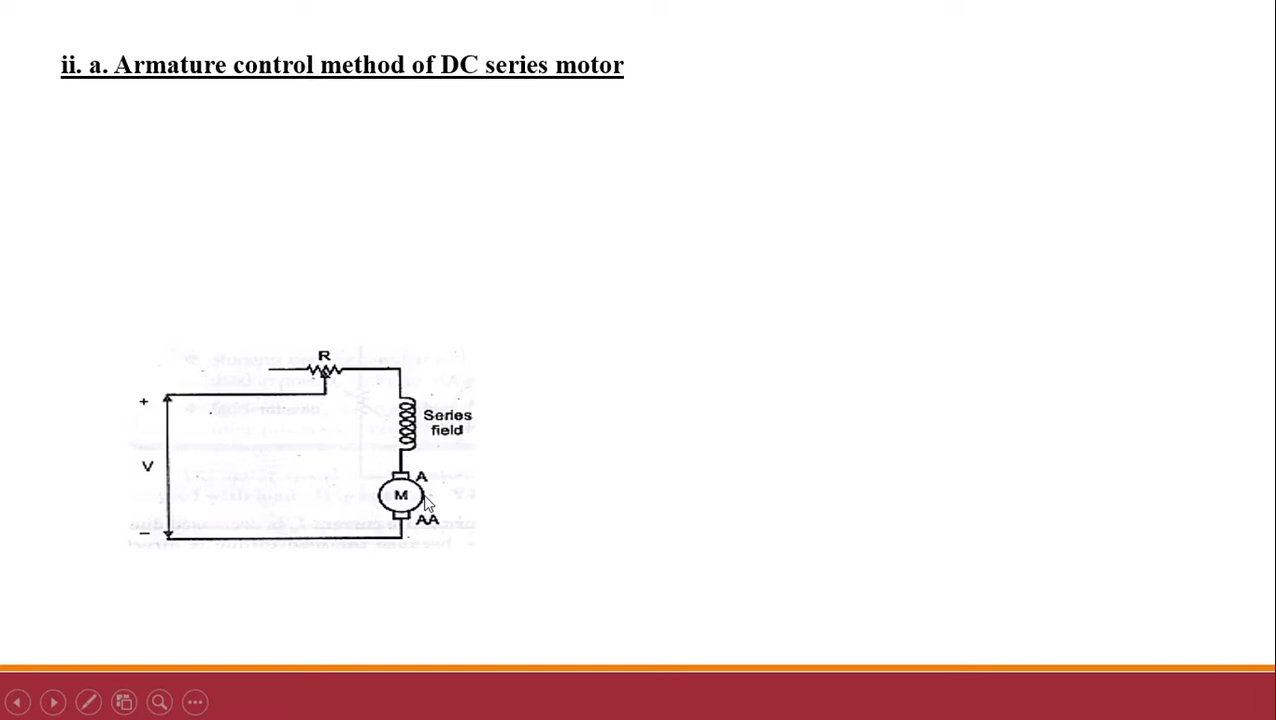 ii. a. Armature control method of DC series motor
R
+
Series
field
V
A
M
AA
−